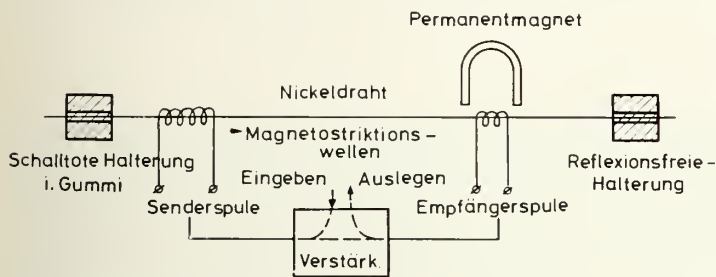 Permanentmagnet
Nickeldraht
Magnetostriktions-
wellen
Schalltote Halterung
i. Gummi
Reflexionsfreie-
Halterung
Eingeben
Auslegen
Senderspule
Empfängerspule
Verstärk.